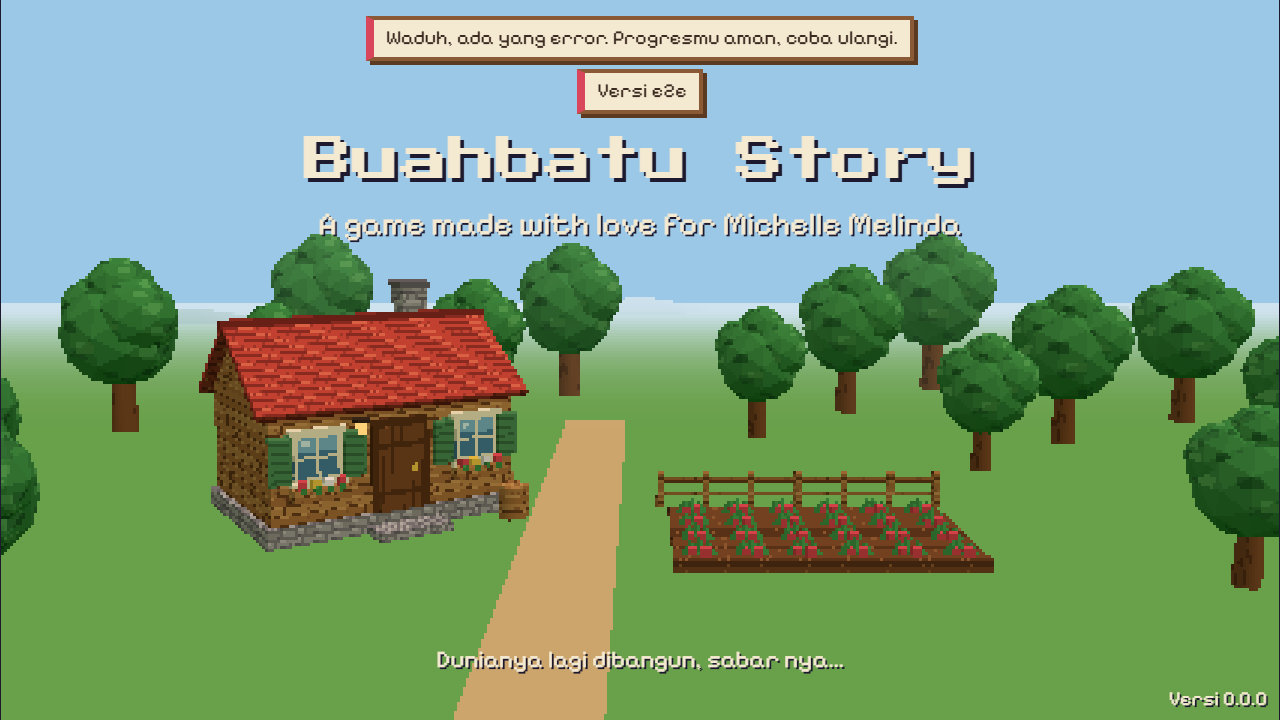 Waduh, ada yang error. Progresmu aman, coba ulangi.
Versi e2e
Buahbatu Story
A game made with love for Michelle Melinda
Dunianya lagi dibangun, sabar nya...
Versi 0.0.0